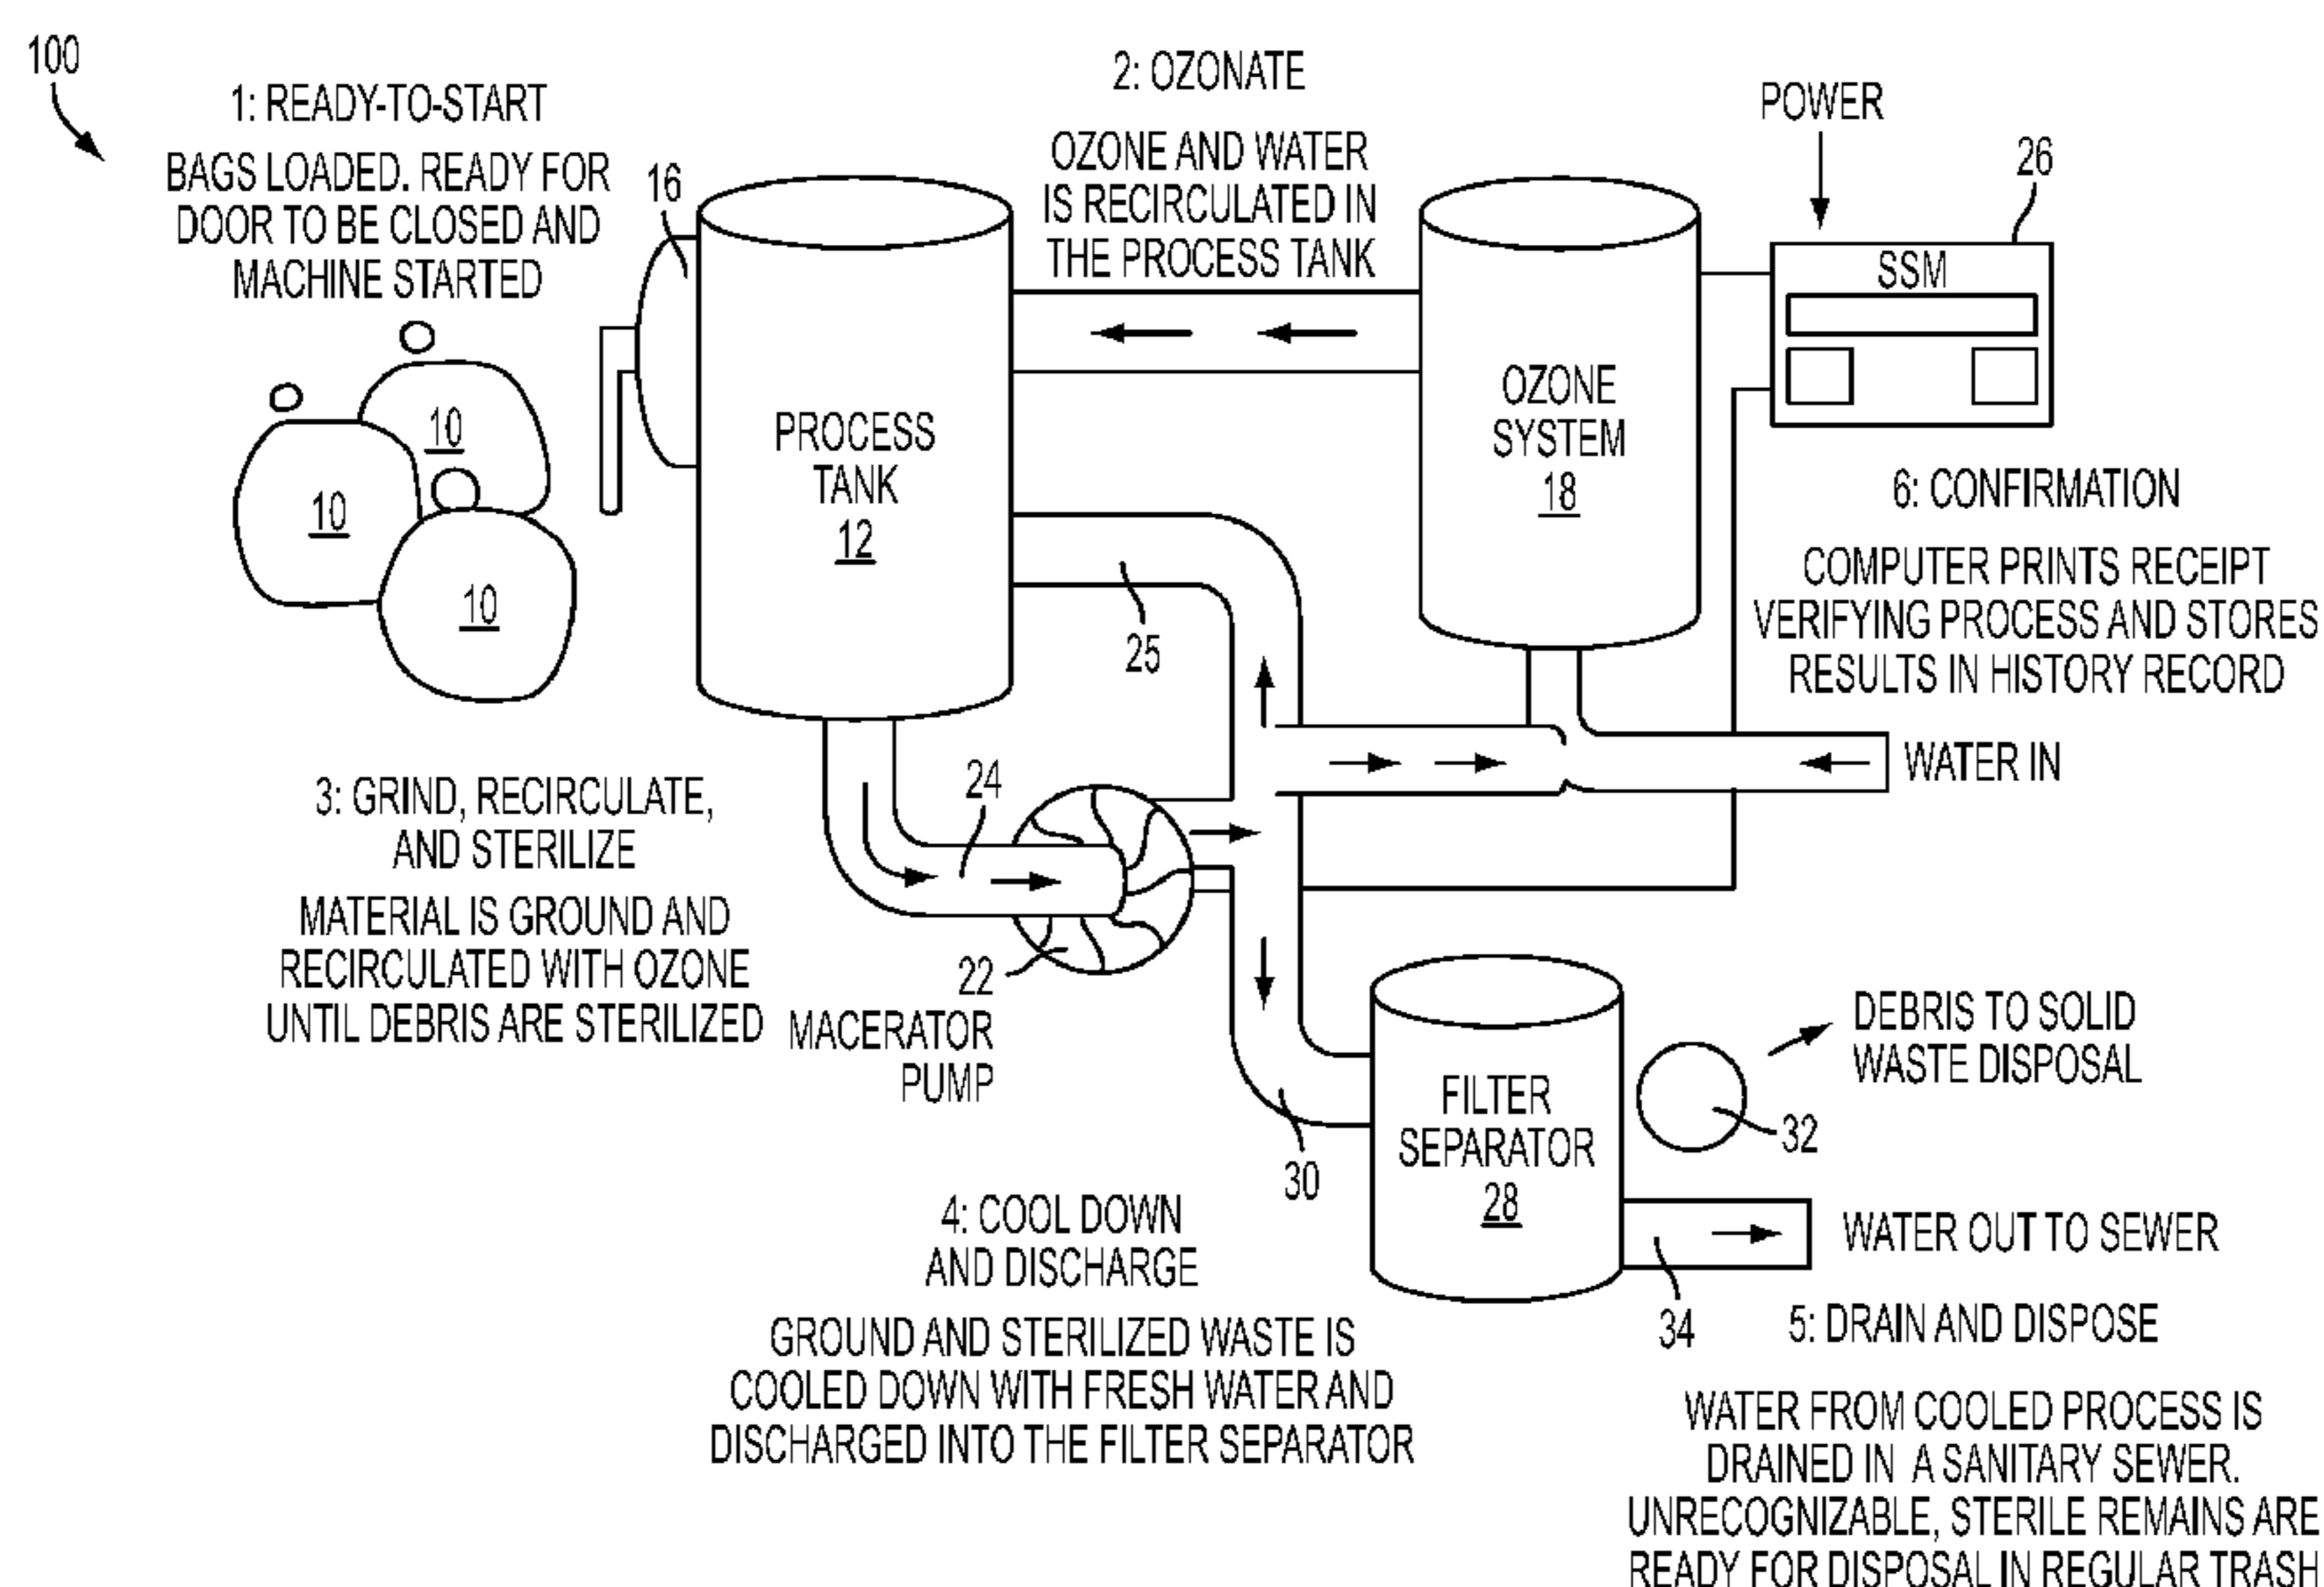 100
1: READY-TO-START
BAGS LOADED. READY FOR
DOOR TO BE CLOSED AND
MACHINE STARTED
16
2: OZONATE
OZONE AND WATER
IS RECIRCULATED IN
THE PROCESS TANK
POWER
26
SSM
10
10
10
PROCESS
TANK
12
OZONE
SYSTEM
18
6: CONFIRMATION
COMPUTER PRINTS RECEIPT
VERIFYING PROCESS AND STORES
RESULTS IN HISTORY RECORD
25
WATER IN
3: GRIND, RECIRCULATE,
AND STERILIZE
MATERIAL IS GROUND AND
RECIRCULATED WITH OZONE
UNTIL DEBRIS ARE STERILIZED
24
22
MACERATOR
PUMP
30
FILTER
SEPARATOR
28
DEBRIS TO SOLID
WASTE DISPOSAL
32
WATER OUT TO SEWER
34
4: COOL DOWN
AND DISCHARGE
GROUND AND STERILIZED WASTE IS
COOLED DOWN WITH FRESH WATER AND
DISCHARGED INTO THE FILTER SEPARATOR
5: DRAIN AND DISPOSE
WATER FROM COOLED PROCESS IS
DRAINED IN A SANITARY SEWER.
UNRECOGNIZABLE, STERILE REMAINS ARE
READY FOR DISPOSAL IN REGULAR TRASH